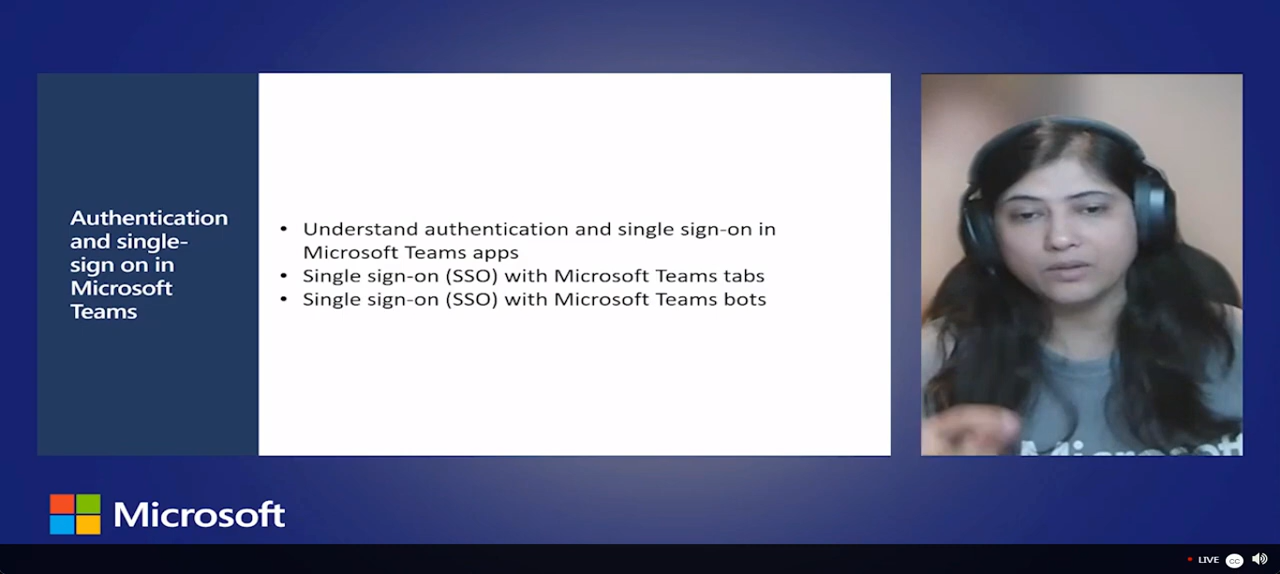 Authentication
and single-
sign on in
Microsoft
Teams
• Understand authentication and single sign-on in
Microsoft Teams apps
• Single sign-on (SSO) with Microsoft Teams tabs
• Single sign-on (SSO) with Microsoft Teams bots
Microsoft
Microsoft
LIVE
CC